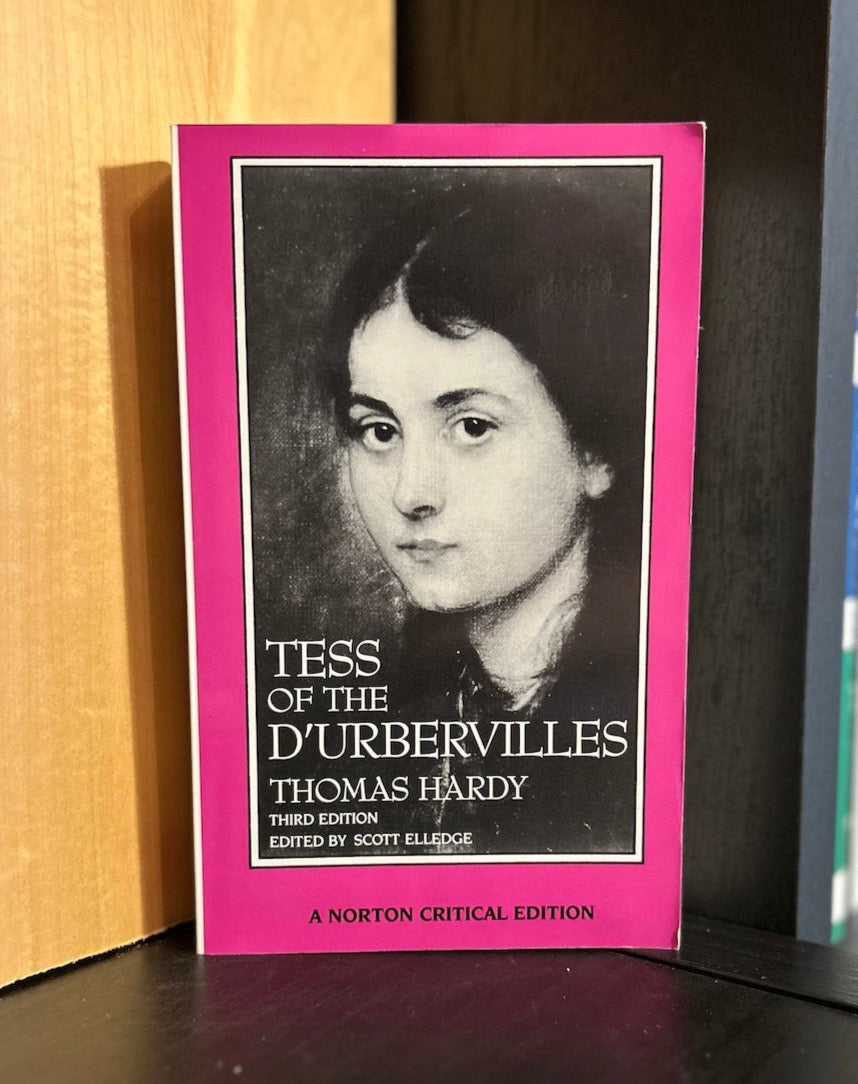 TESS
OF THE
D'URBERVILLES
THOMAS HARDY
THIRD EDITION
EDITED BY SCOTT ELLEDGE
A NORTON CRITICAL EDITION